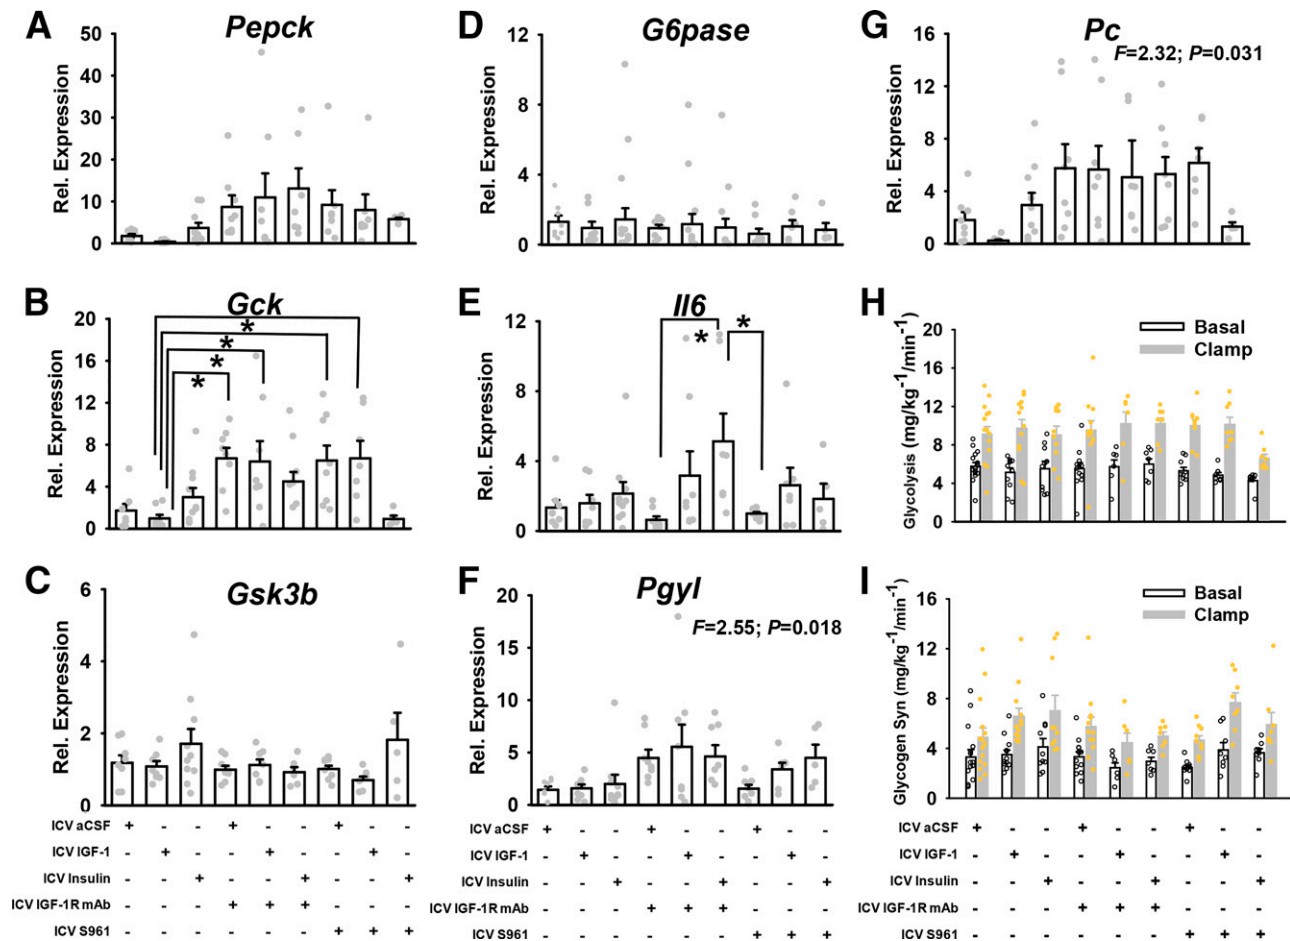 A
Pepck
Rel. Expression
50
40
30
20
10
0
D
G6pase
Rel. Expression
12
8
4
0
G
Pc
F=2.32; P=0.031
Rel. Expression
16
12
8
4
0
B
Gck
Rel. Expression
20
16
12
8
4
0
* * * *
E
Il6
Rel. Expression
12
8
4
0
* *
H
Glycolysis (mg/kg-1/min-1)
20
16
12
8
4
0
Basal
Clamp
C
Gsk3b
Rel. Expression
6
4
2
0
ICV aCSF + - - + - - + - -
ICV IGF-1 - + - - + - - + -
ICV Insulin - - + - - + - - +
ICV IGF-1R mAb - - - + + + - - -
ICV S961 - - - - - - + + +
F
Pgyl
F=2.55; P=0.018
Rel. Expression
20
15
10
5
0
ICV aCSF + - - + - - + - -
ICV IGF-1 - + - - + - - + -
ICV Insulin - - + - - + - - +
ICV IGF-1R mAb - - - + + + - - -
ICV S961 - - - - - - + + +
I
Glycogen Syn (mg/kg-1/min-1)
16
12
8
4
0
Basal
Clamp
ICV aCSF + - - + - - + - -
ICV IGF-1 - + - - + - - + -
ICV Insulin - - + - - + - - +
ICV IGF-1R mAb - - - + + + - - -
ICV S961 - - - - - - + + +